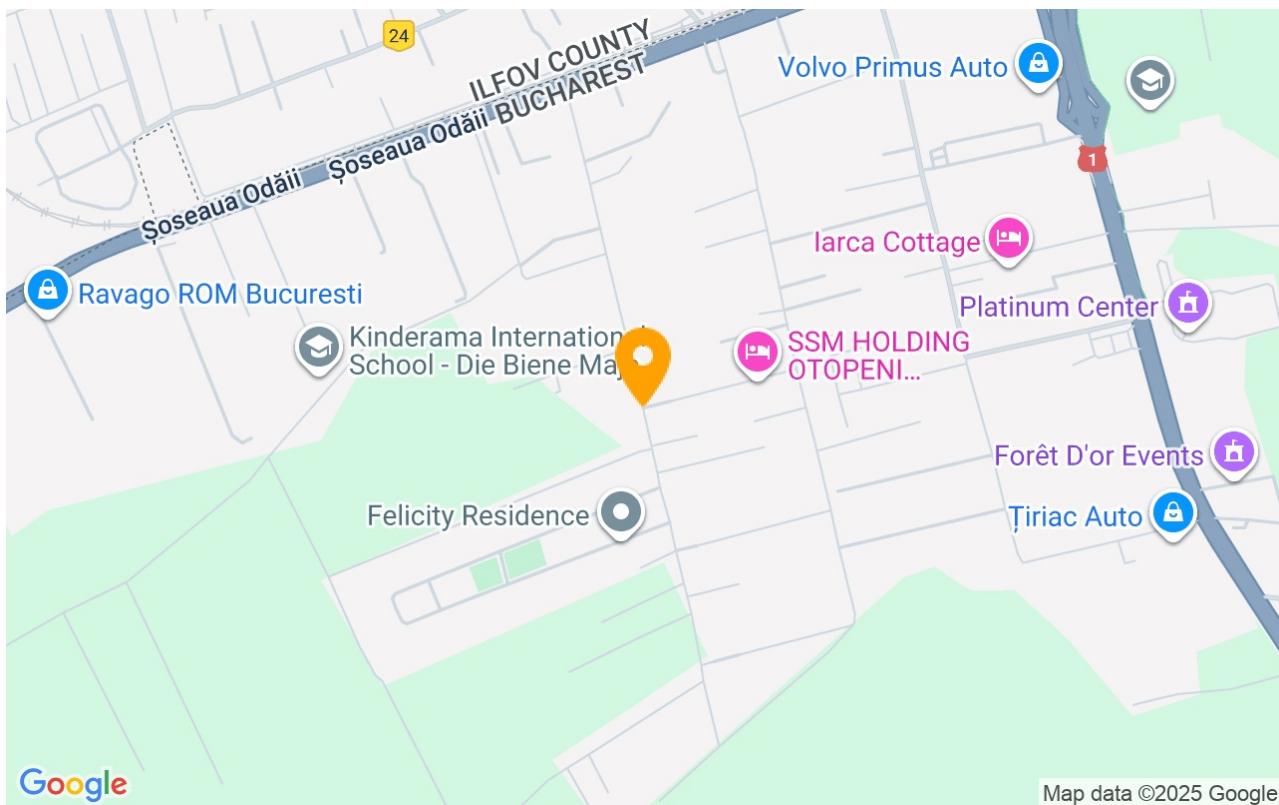 24
ILFOV COUNTY
BUCHAREST
Șoseaua Odăii
Șoseaua Odăii
Volvo Primus Auto
1
Iarca Cottage
Ravago ROM Bucuresti
Platinum Center
Kinderama International
School - Die Biene Maja
SSM HOLDING
OTOPENI...
Forêt D'or Events
Felicity Residence
Țiriac Auto
Google
Map data ©2025 Google